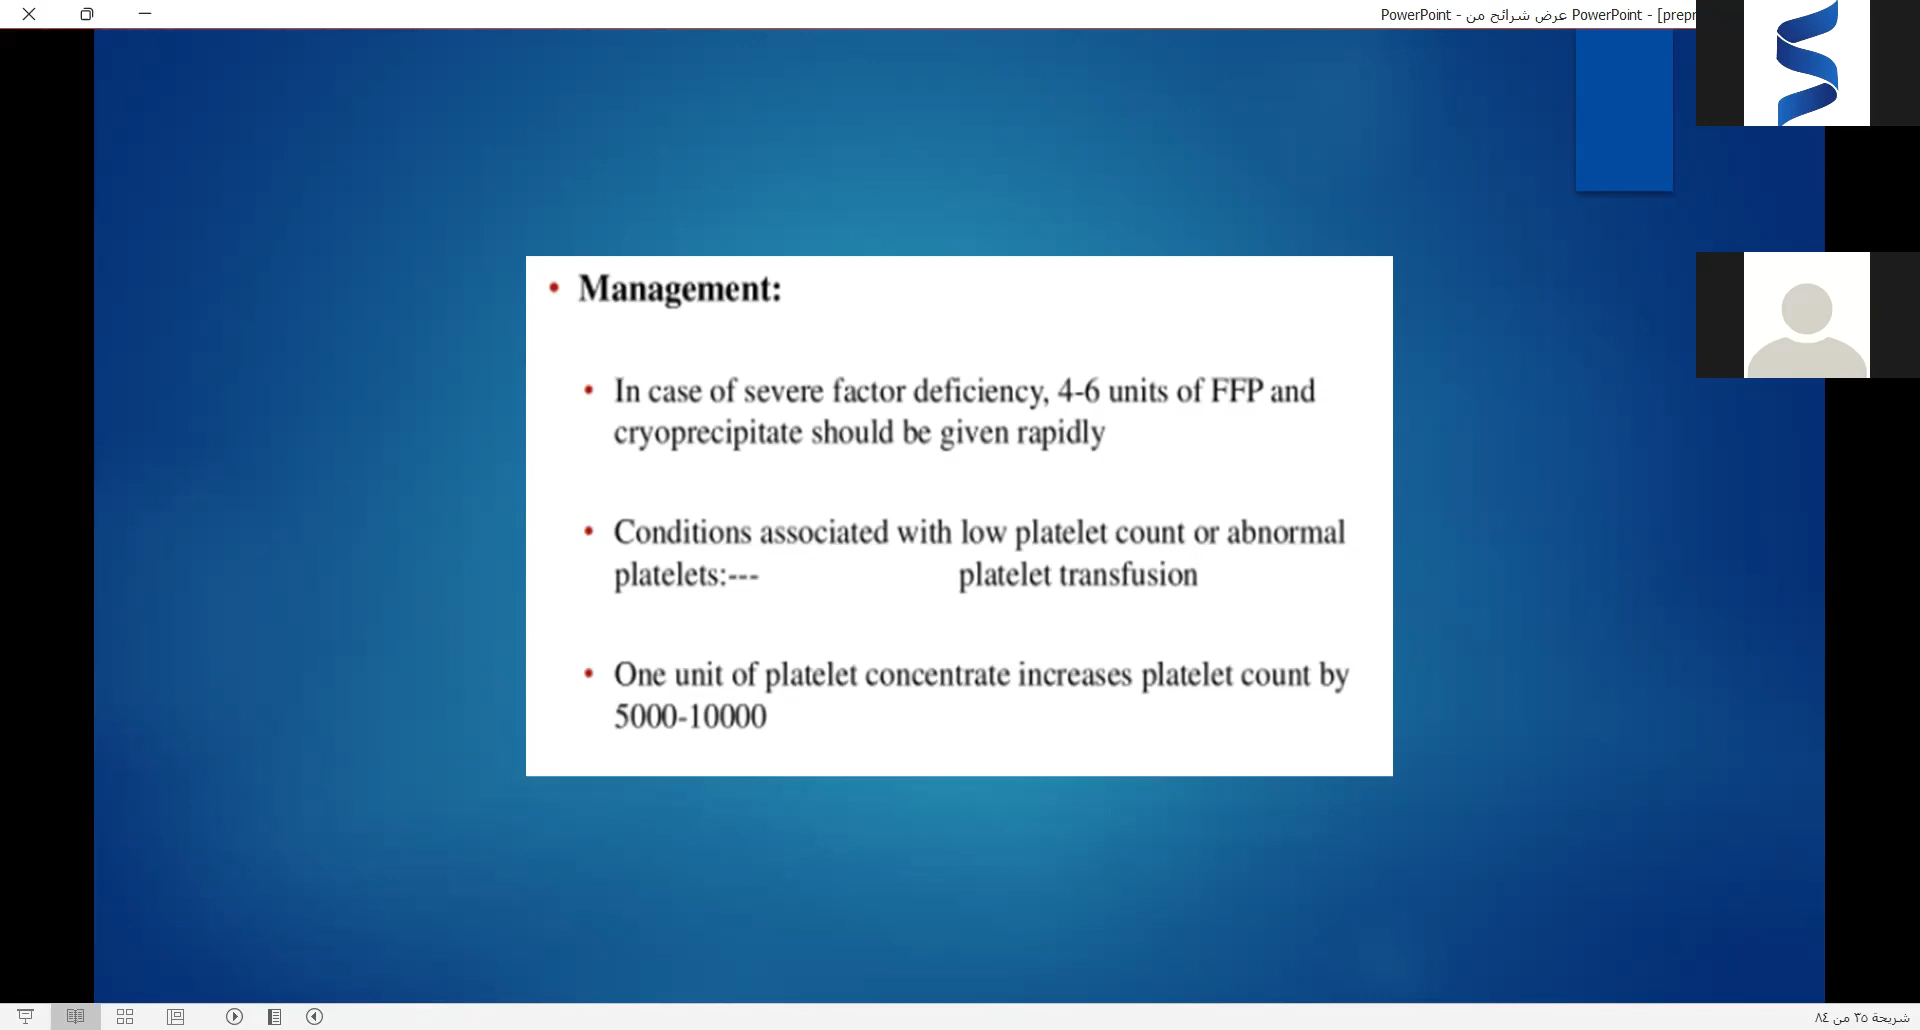 PowerPoint - عرض شرائح من PowerPoint - [prepr
• Management:
• In case of severe factor deficiency, 4-6 units of FFP and
cryoprecipitate should be given rapidly
• Conditions associated with low platelet count or abnormal
platelets:--- platelet transfusion
• One unit of platelet concentrate increases platelet count by
5000-10000
شريحة ٣٥ من ٨٤